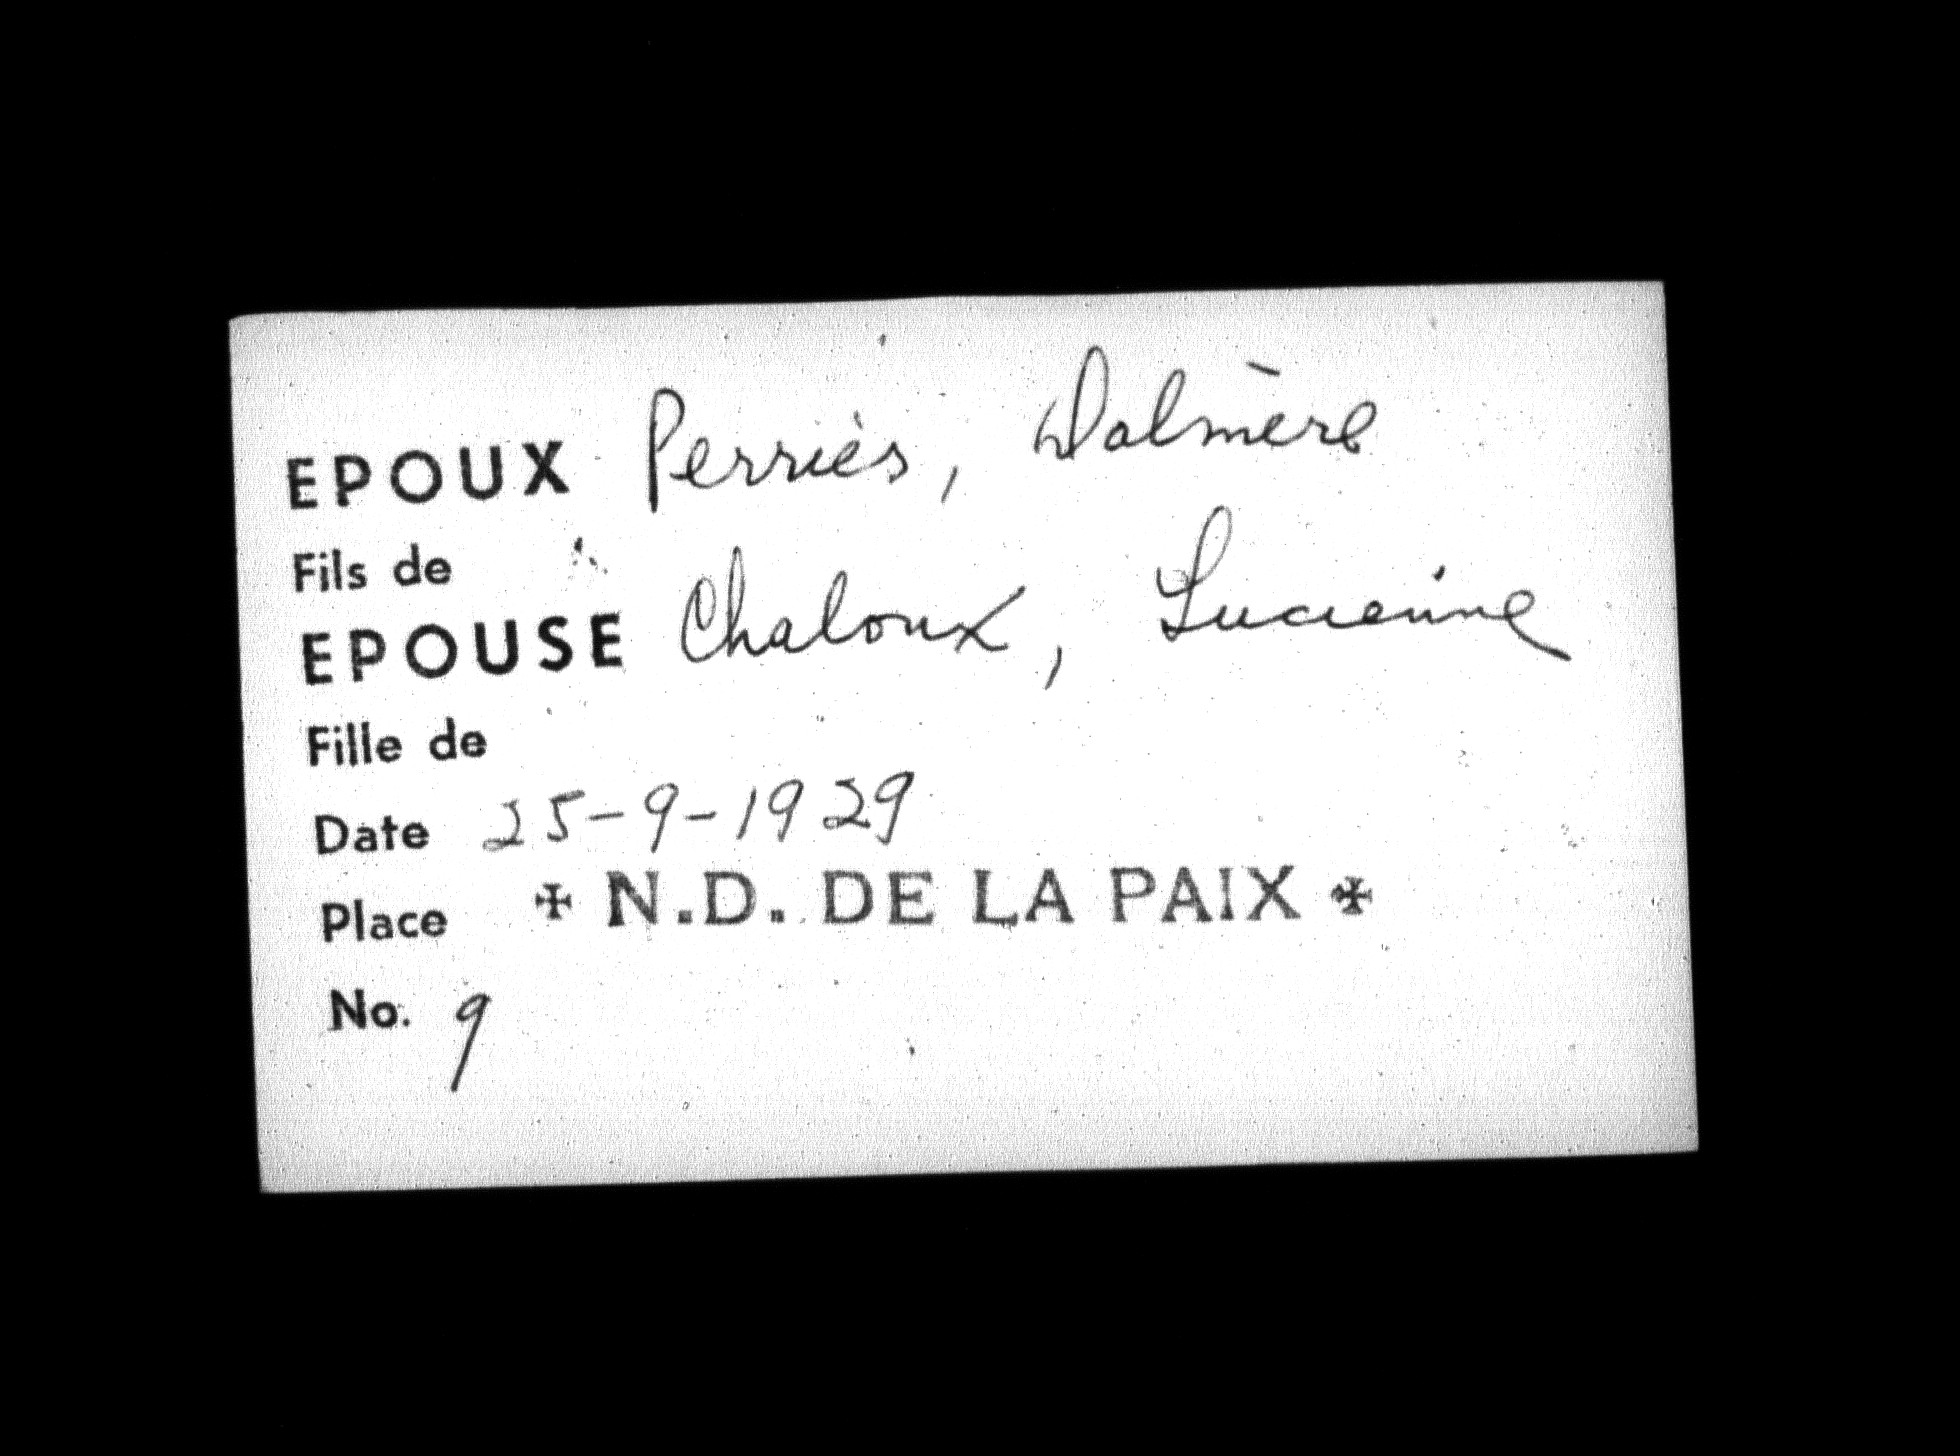 EPOUX Perriès, Dalmère
Fils de
EPOUSE Chaloux, Lucienne
Fille de
Date 25-9-1929
Place ✠ N.D. DE LA PAIX ✠
No. 9